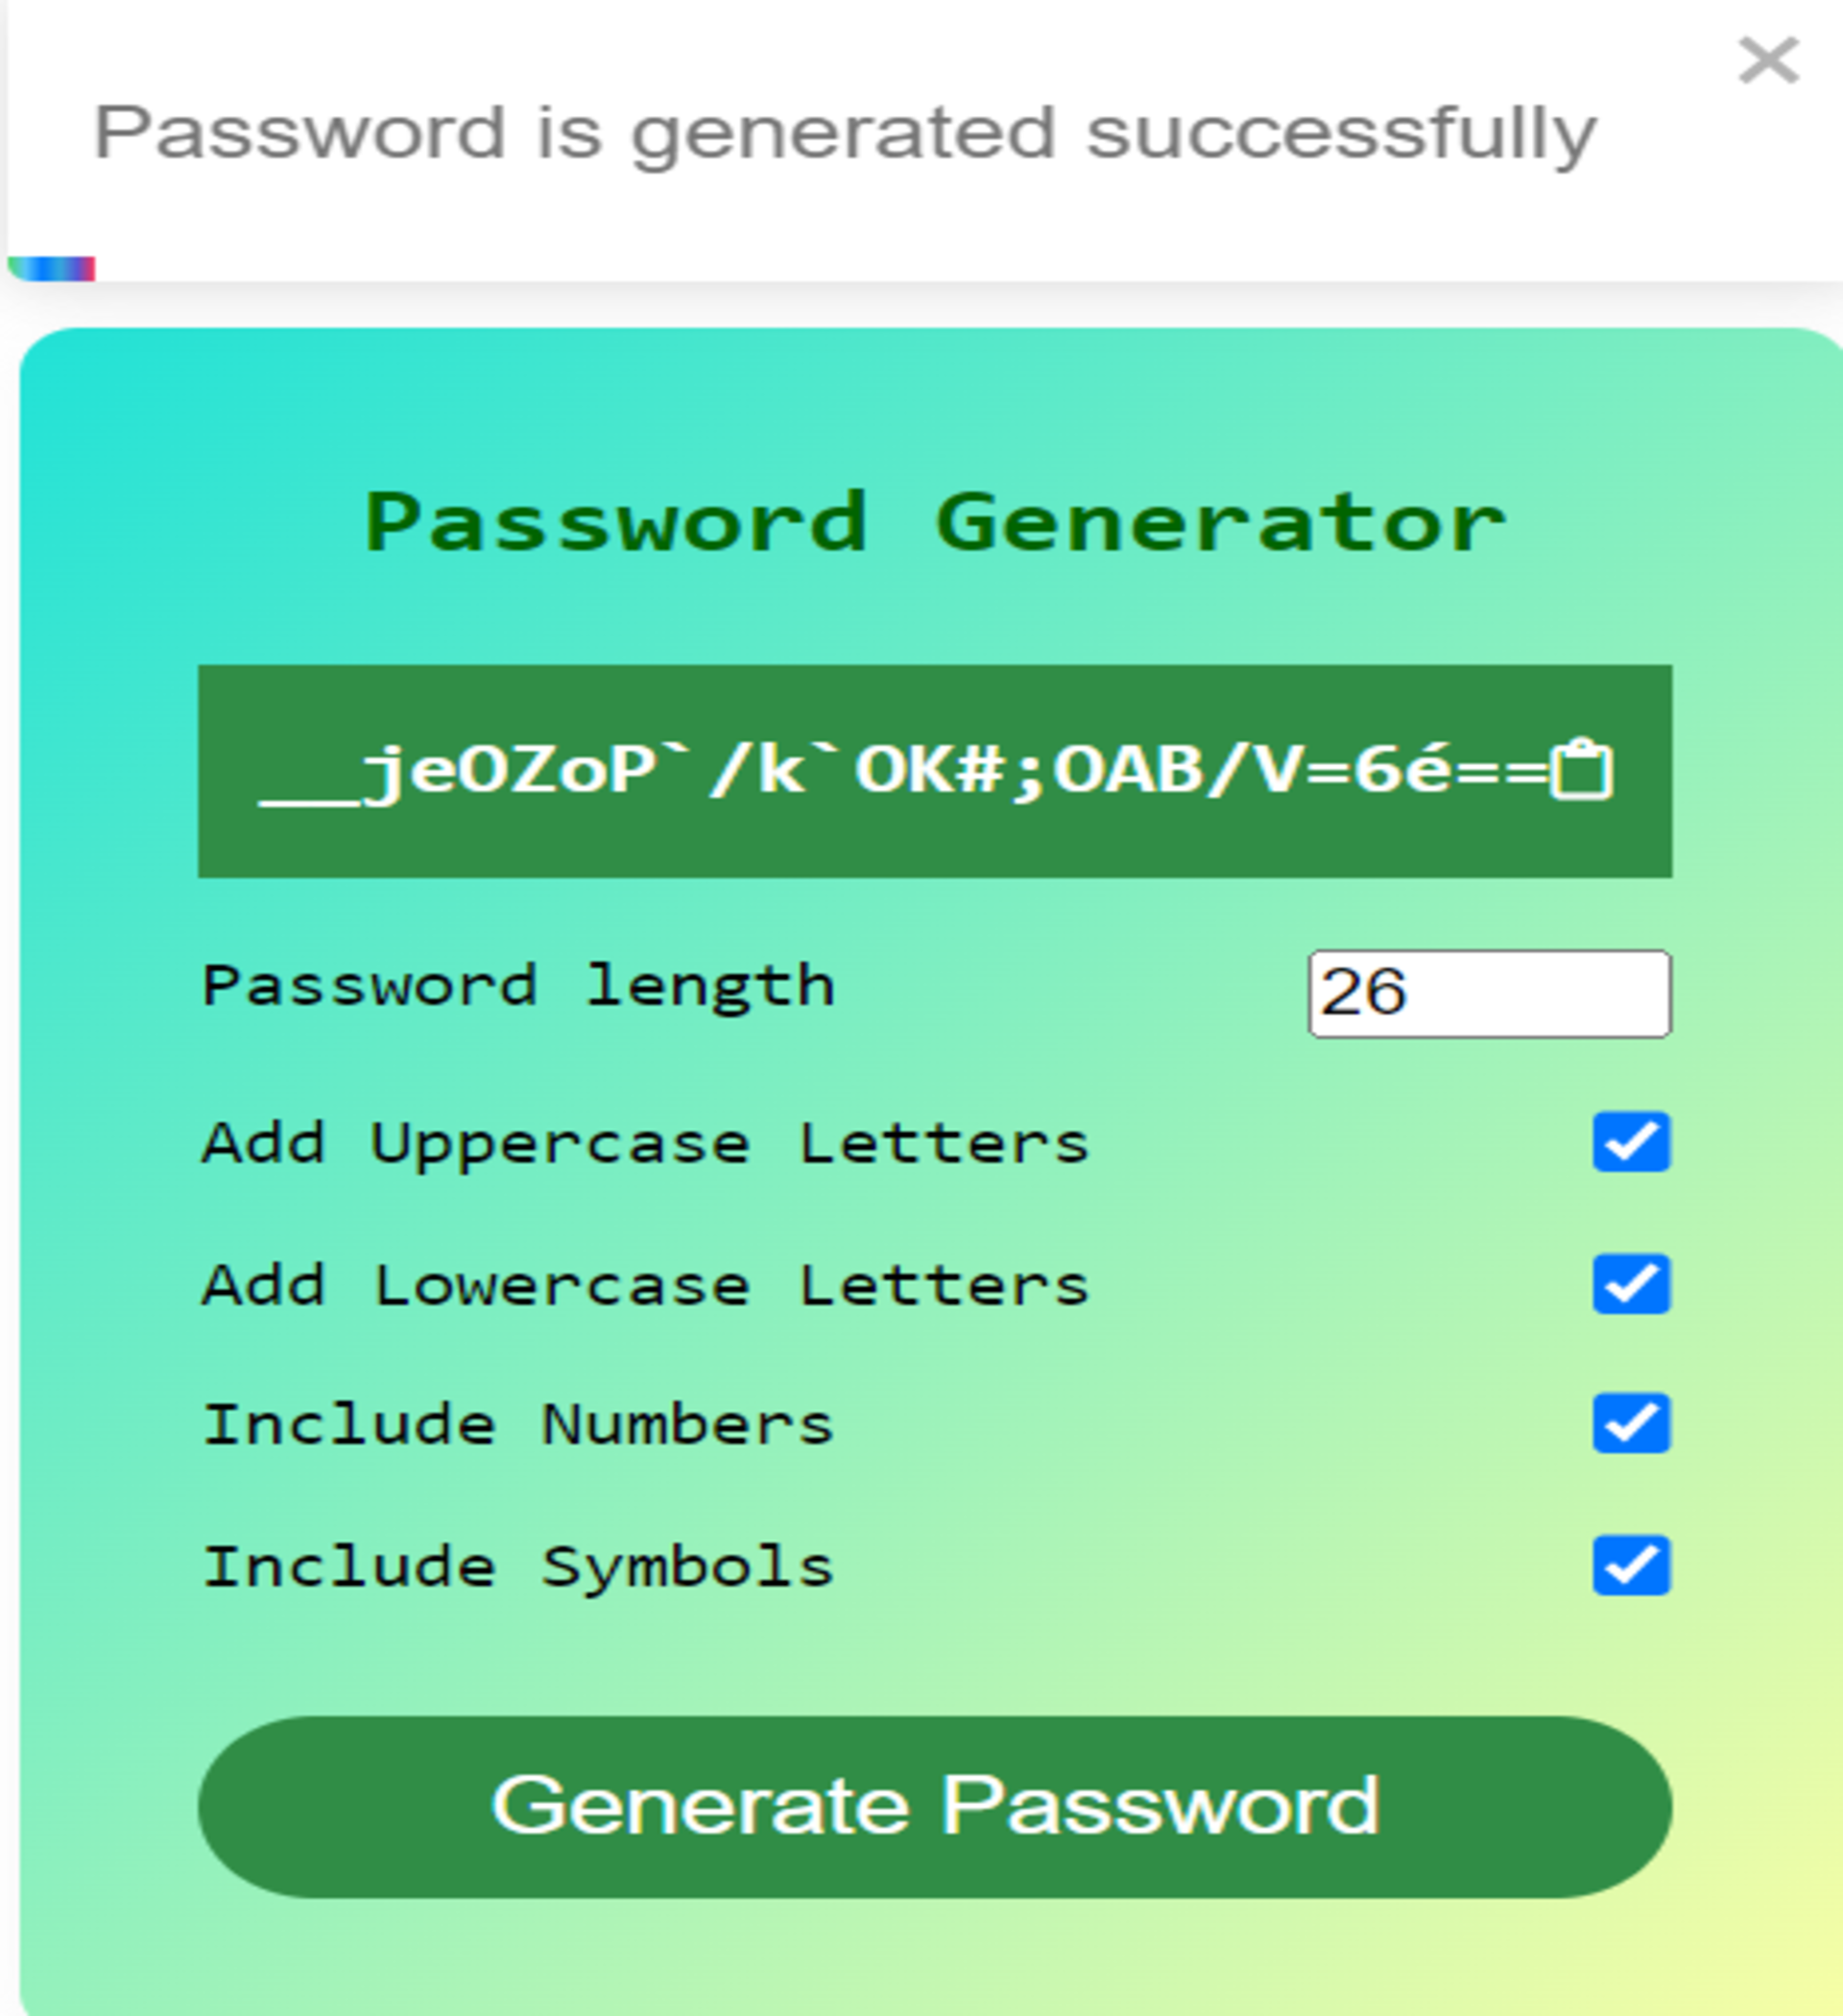 Password is generated successfully
Password Generator
__jeOZoP`/k`OK#;OAB/V=6é==
Password length
26
Add Uppercase Letters
Add Lowercase Letters
Include Numbers
Include Symbols
Generate Password